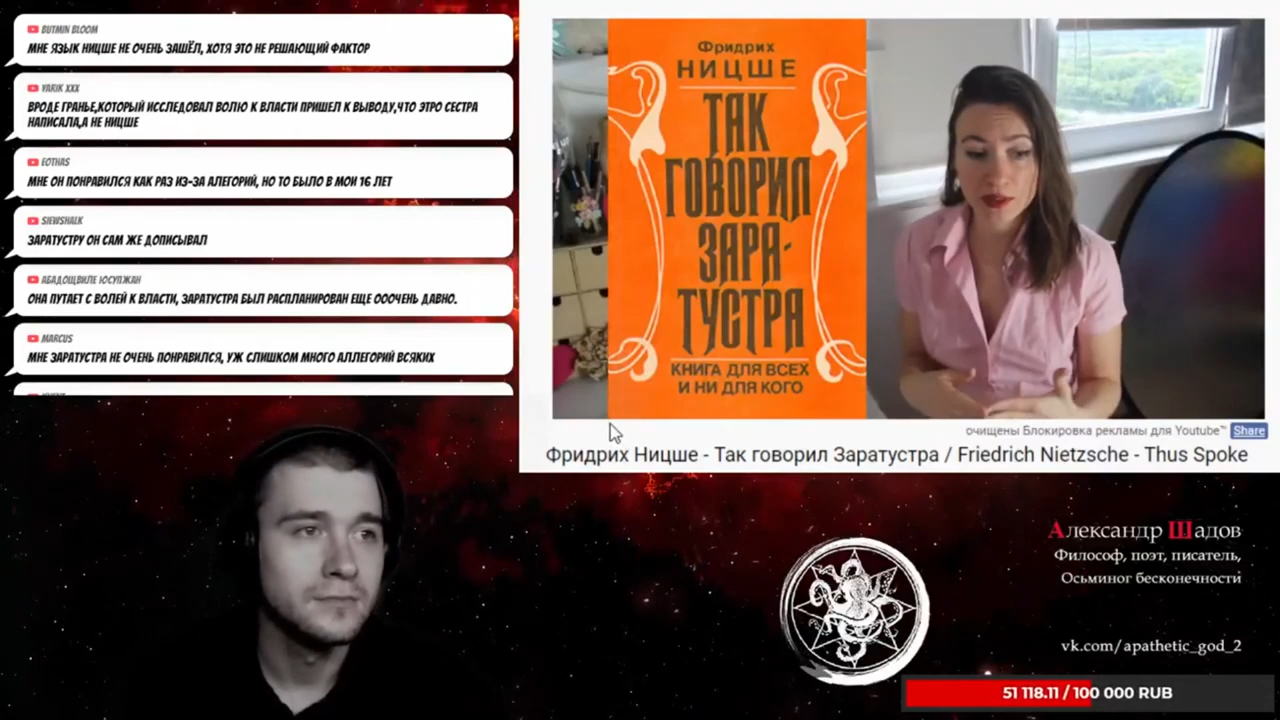 BUTMIN BLOOM
МНЕ ЯЗЫК НИЦШЕ НЕ ОЧЕНЬ ЗАШЁЛ, ХОТЯ ЭТО НЕ РЕШАЮЩИЙ ФАКТОР
YARIK XXX
ВРОДЕ ГРАНЬЕ,КОТОРЫЙ ИССЛЕДОВАЛ ВОЛЮ К ВЛАСТИ ПРИШЕЛ К ВЫВОДУ,ЧТО ЭТРО СЕСТРА
НАПИСАЛА,А НЕ НИЦШЕ
EOTHAS
МНЕ ОН ПОНРАВИЛСЯ КАК РАЗ ИЗ-ЗА АЛЕГОРИЙ, НО ТО БЫЛО В МОИ 16 ЛЕТ
SIEWSHALK
ЗАРАТУСТРУ ОН САМ ЖЕ ДОПИСЫВАЛ
АБАДОЩВИЛЕ ЮСУПЖАН
ОНА ПУТАЕТ С ВОЛЕЙ К ВЛАСТИ, ЗАРАТУСТРА БЫЛ РАСПЛАНИРОВАН ЕЩЕ ОООЧЕНЬ ДАВНО.
MARCUS
МНЕ ЗАРАТУСТРА НЕ ОЧЕНЬ ПОНРАВИЛСЯ, УЖ СЛИШКОМ МНОГО АЛЛЕГОРИЙ ВСЯКИХ
Фридрих
НИЦШЕ
ТАК
ГОВОРИЛ
ЗАРА-
ТУСТРА
КНИГА ДЛЯ ВСЕХ
И НИ ДЛЯ КОГО
очищены Блокировка рекламы для Youtube™ Share
Фридрих Ницше - Так говорил Заратустра / Friedrich Nietzsche - Thus Spoke
Александр Шадов
Философ, поэт, писатель,
Осьминог бесконечности
vk.com/apathetic_god_2
51 118.11 / 100 000 RUB